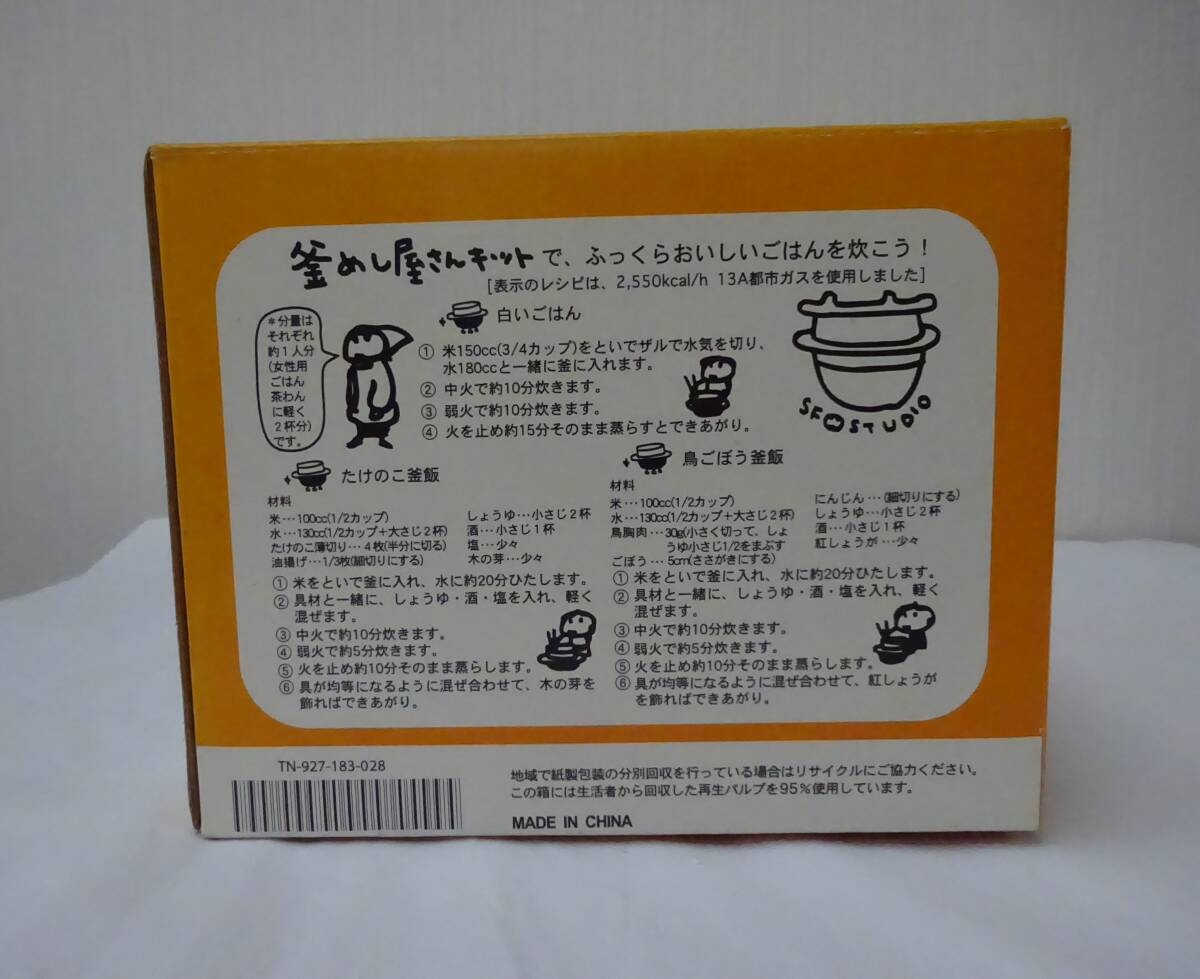 釜めし屋さんキットで、ふっくらおいしいごはんを炊こう！
[表示のレシピは、2,550kcal/h 13A都市ガスを使用しました]
＊分量は
それぞれ
約1人分
(女性用
ごはん
茶わん
に軽く
2杯分)
です。
白いごはん
① 米150cc(3/4カップ)をといでザルで水気を切り、
水180ccと一緒に釜に入れます。
② 中火で約10分炊きます。
③ 弱火で約10分炊きます。
④ 火を止め約15分そのまま蒸らすとできあがり。
SFOSTUDIO
たけのこ釜飯
材料
米…100cc(1/2カップ)
水…130cc(1/2カップ+大さじ2杯)
たけのこ薄切り…4枚(半分に切る)
油揚げ…1/3枚(細切りにする)
しょうゆ…小さじ2杯
酒…小さじ1杯
塩…少々
木の芽…少々
① 米をといで釜に入れ、水に約20分ひたします。
② 具材と一緒に、しょうゆ・酒・塩を入れ、軽く
混ぜます。
③ 中火で約10分炊きます。
④ 弱火で約5分炊きます。
⑤ 火を止め約10分そのまま蒸らします。
⑥ 具が均等になるように混ぜ合わせて、木の芽を
飾ればできあがり。
鳥ごぼう釜飯
材料
米…100cc(1/2カップ)
水…130cc(1/2カップ+大さじ2杯)
鳥胸肉…30g(小さく切って、しょ
うゆ小さじ1/2をまぶす
ごぼう…5cm(ささがきにする)
にんじん…(細切りにする)
しょうゆ…小さじ2杯
酒…小さじ1杯
紅しょうが…少々
① 米をといで釜に入れ、水に約20分ひたします。
② 具材と一緒に、しょうゆ・酒・塩を入れ、軽く
混ぜます。
③ 中火で約10分炊きます。
④ 弱火で約5分炊きます。
⑤ 火を止め約10分そのまま蒸らします。
⑥ 具が均等になるように混ぜ合わせて、紅しょうが
を飾ればできあがり。
TN-927-183-028
地域で紙製包装の分別回収を行っている場合はリサイクルにご協力ください。
この箱には生活者から回収した再生パルプを95%使用しています。
MADE IN CHINA